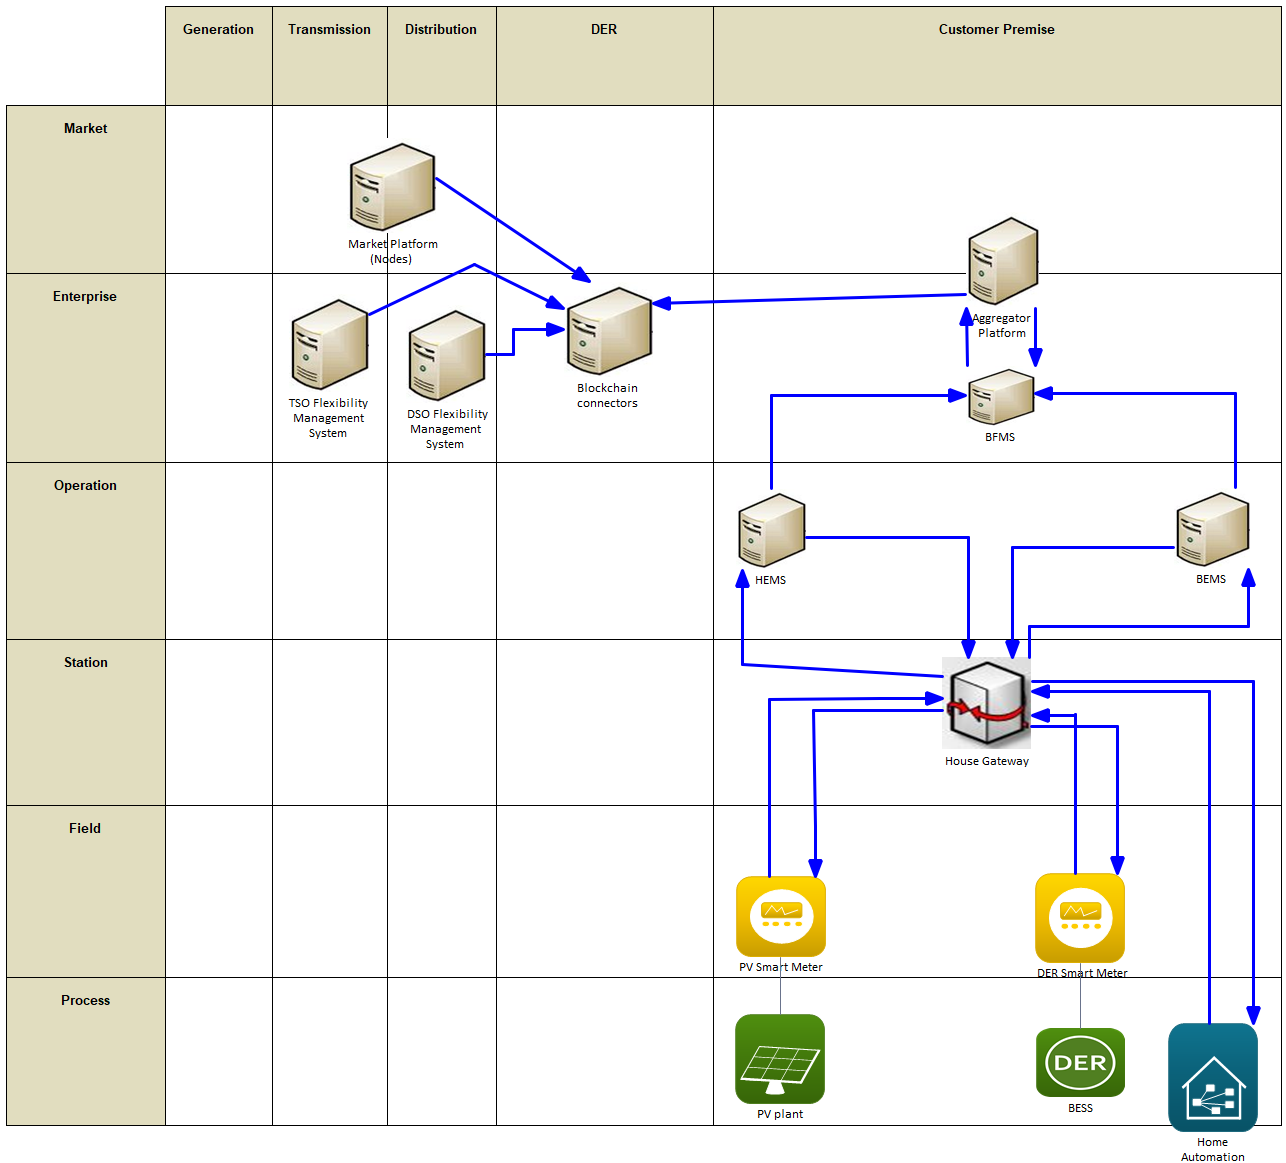 Generation
Transmission
Distribution
DER
Customer Premise
Market
Market Platform
(Nodes)
Enterprise
Aggregator
Platform
TSO Flexibility
Management
System
DSO Flexibility
Management
System
Blockchain
connectors
BFMS
Operation
HEMS
BEMS
Station
House Gateway
Field
PV Smart Meter
DER Smart Meter
Process
DER
PV plant
BESS
Home
Automation